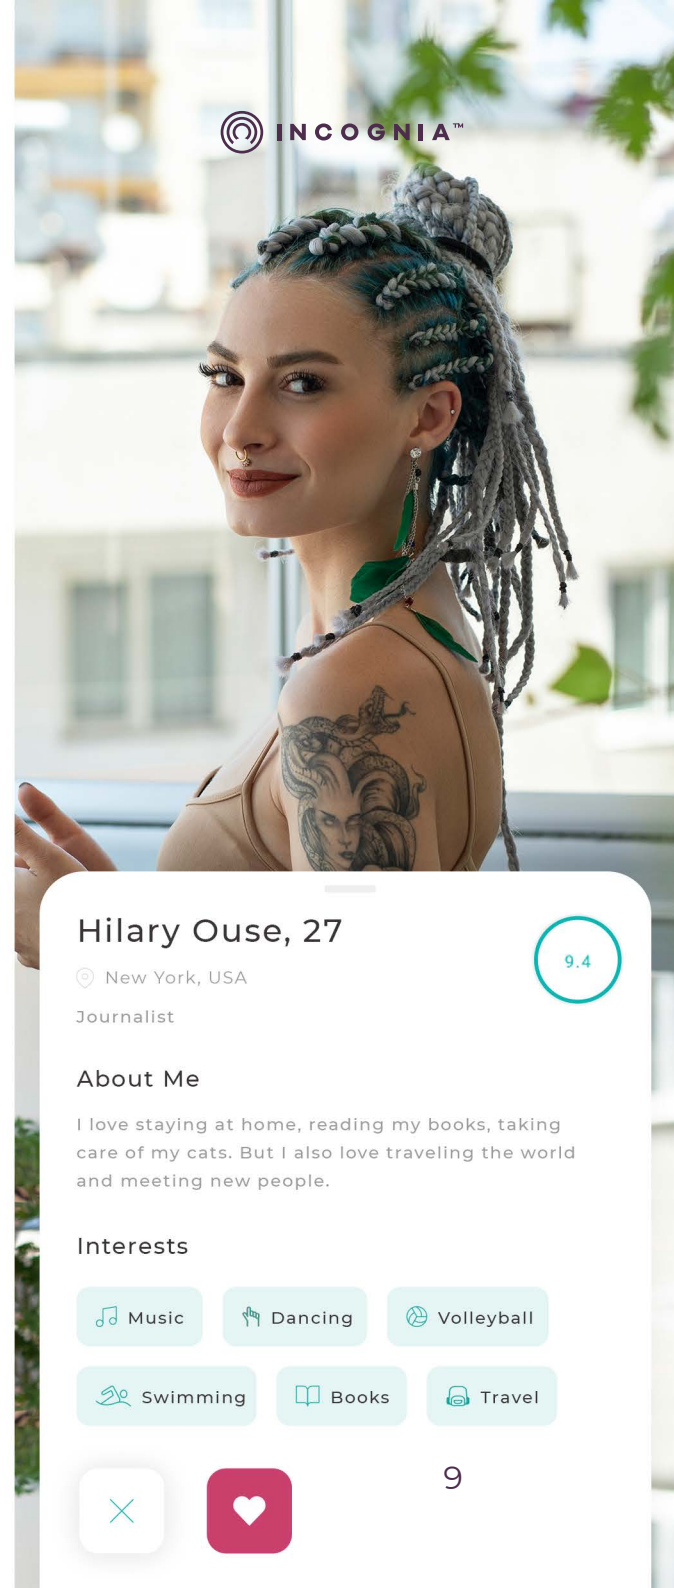 INCOGNIA™
Hilary Ouse, 27
9.4
New York, USA
Journalist
About Me
I love staying at home, reading my books, taking
care of my cats. But I also love traveling the world
and meeting new people.
Interests
Music Dancing Volleyball
Swimming Books Travel
9